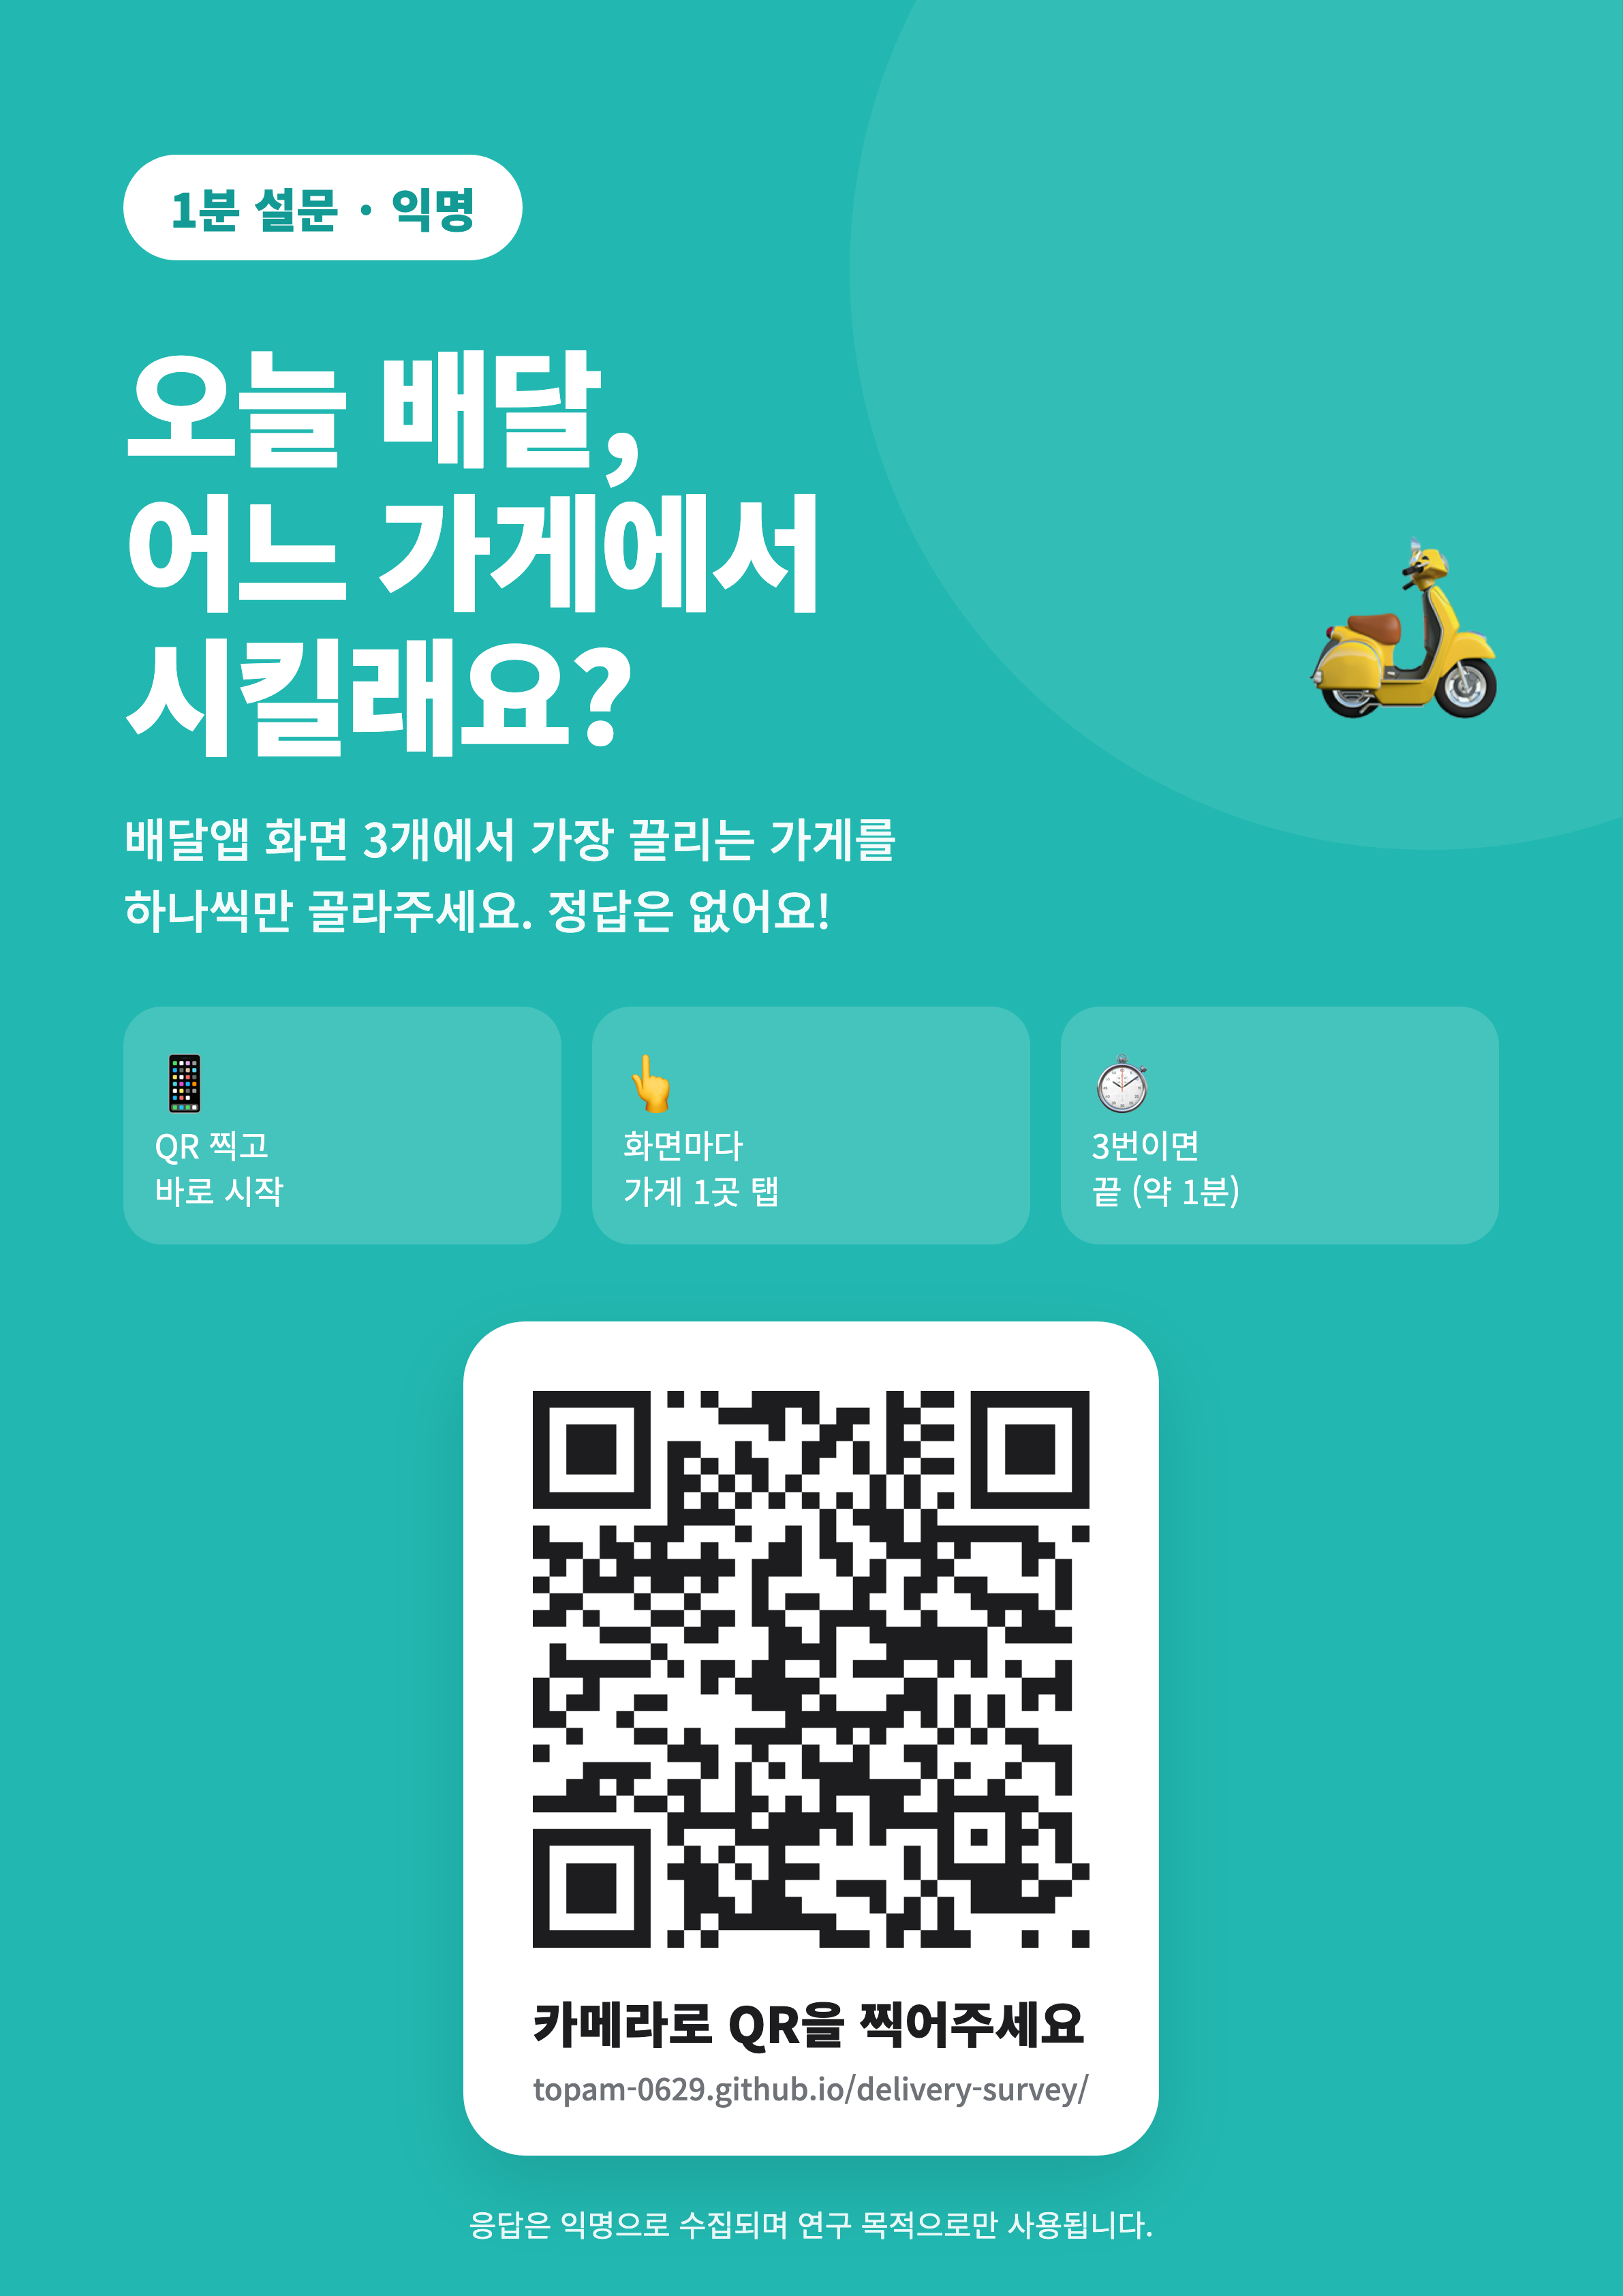 1분 설문 · 익명
오늘 배달,
어느 가게에서
시킬래요?
배달앱 화면 3개에서 가장 끌리는 가게를
하나씩만 골라주세요. 정답은 없어요!
QR 찍고
바로 시작
화면마다
가게 1곳 탭
3번이면
끝 (약 1분)
카메라로 QR을 찍어주세요
topam-0629.github.io/delivery-survey/
응답은 익명으로 수집되며 연구 목적으로만 사용됩니다.